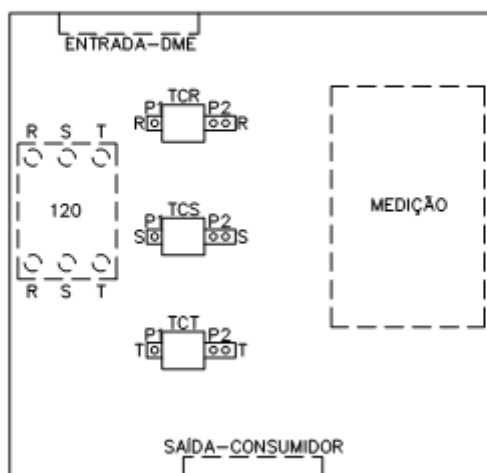 ENTRADA-DME
TCR
P1 P2
R R
R S T
120
R S T
TCS
P1 P2
S S
TCT
P1 P2
T T
MEDIÇÃO
SAÍDA-CONSUMIDOR